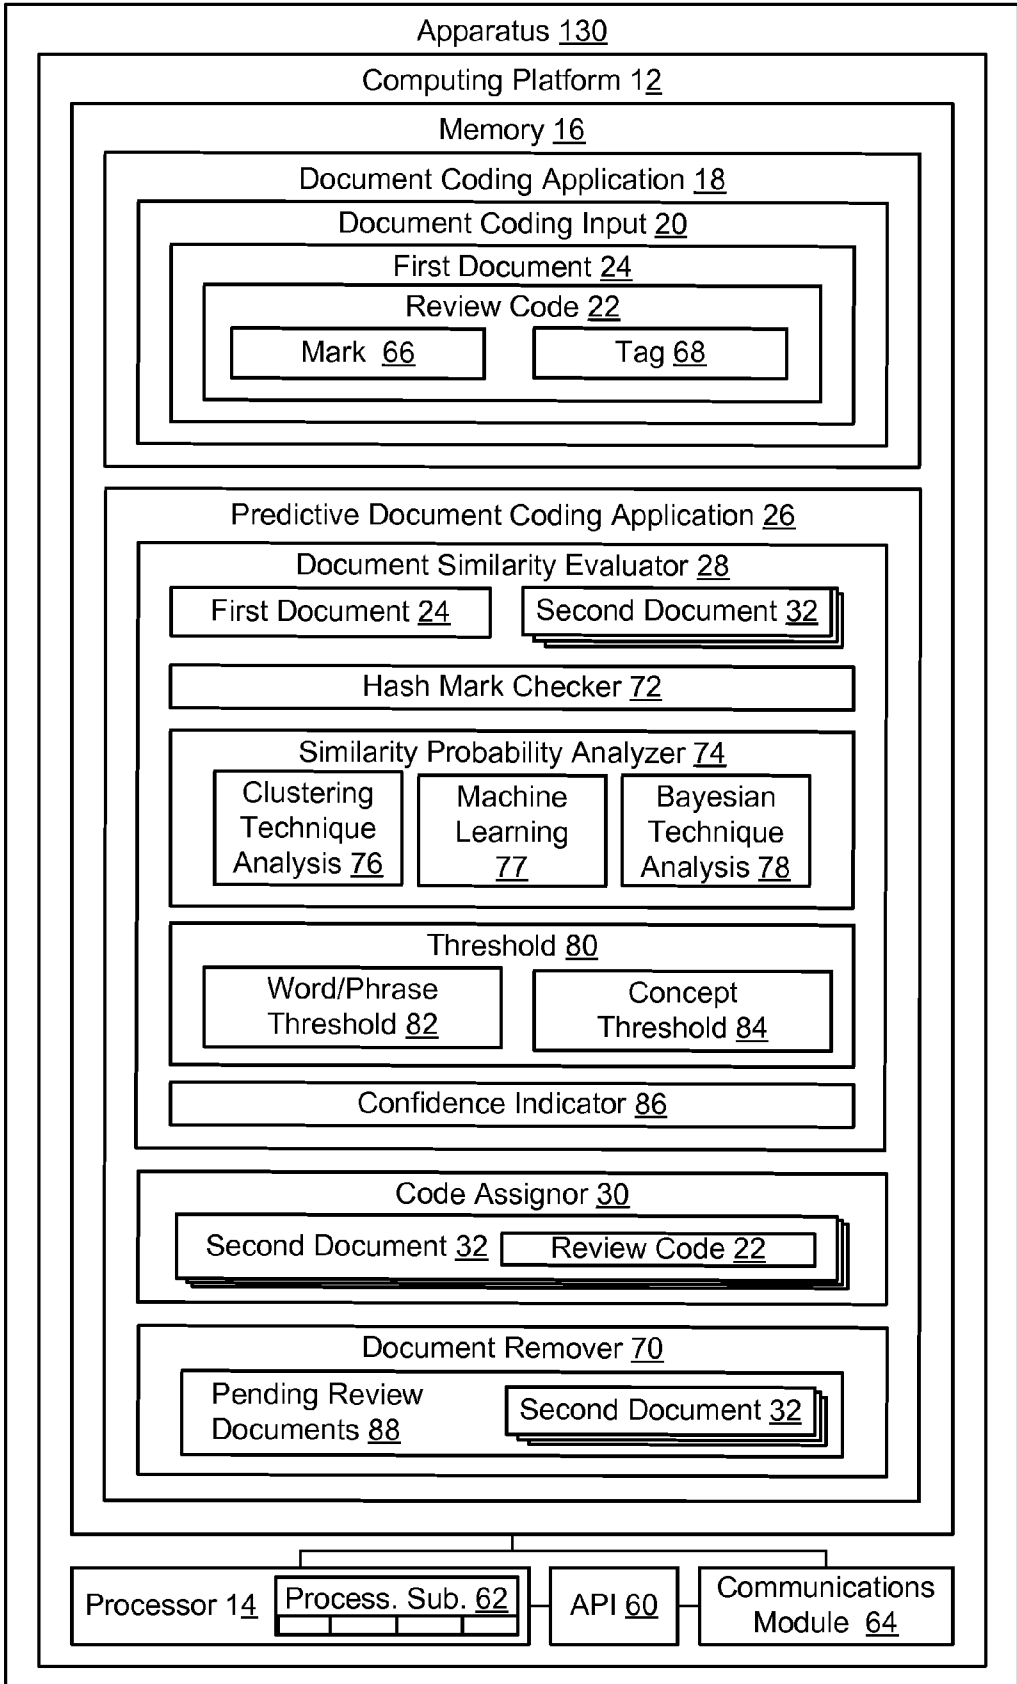 Apparatus 130
Computing Platform 12
Memory 16
Document Coding Application 18
Document Coding Input 20
First Document 24
Review Code 22
Mark 66
Tag 68
Predictive Document Coding Application 26
Document Similarity Evaluator 28
First Document 24
Second Document 32
Hash Mark Checker 72
Similarity Probability Analyzer 74
Clustering
Technique
Analysis 76
Machine
Learning
77
Bayesian
Technique
Analysis 78
Threshold 80
Word/Phrase
Threshold 82
Concept
Threshold 84
Confidence Indicator 86
Code Assignor 30
Second Document 32
Review Code 22
Document Remover 70
Pending Review
Documents 88
Second Document 32
Processor 14
Process. Sub. 62
API 60
Communications
Module 64